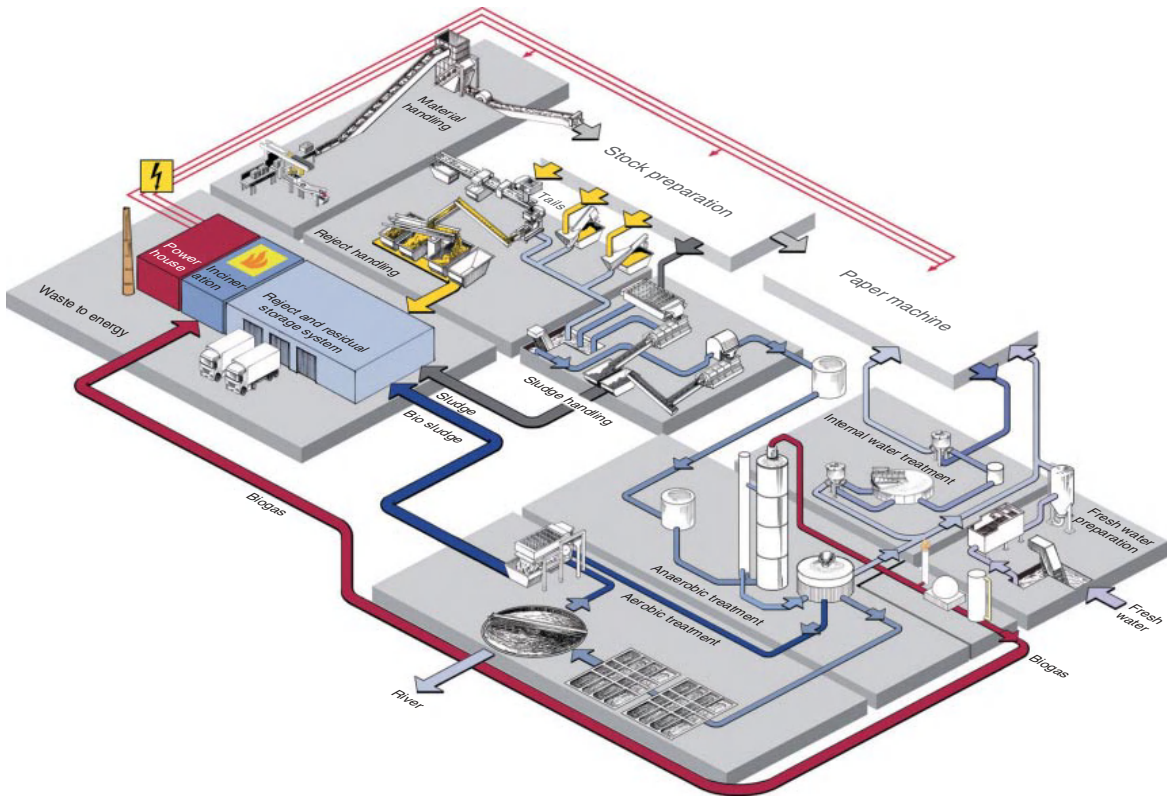 Material
handling
Stock preparation
Tails
Reject handling
Power
house
Inciner-
ation
Reject and residual
storage system
Waste to energy
Paper machine
Sludge
Sludge handling
Bio sludge
Internal water treatment
Biogas
Fresh water
preparation
Anaerobic treatment
Aerobic treatment
Fresh
water
Biogas
River